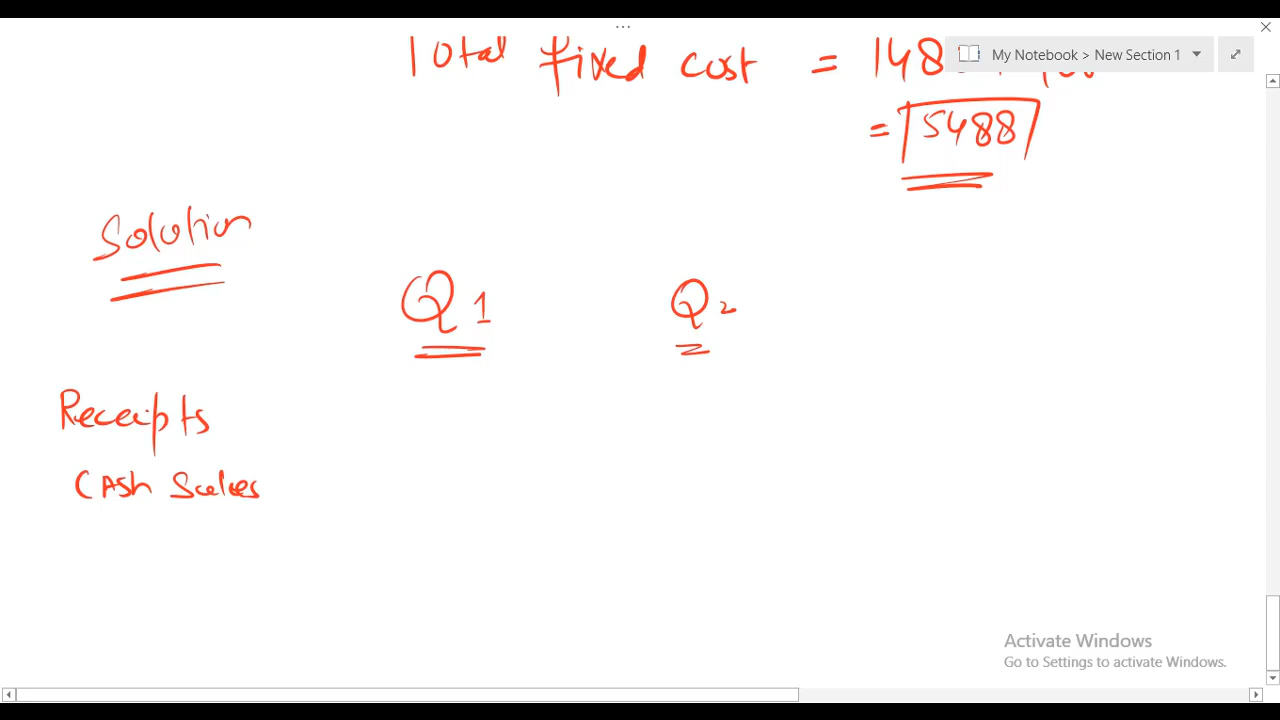 Total fixed cost = 148
My Notebook > New Section 1
= 5488
Solution
Q1 Q2
Receipts
CASh Sales
Activate Windows
Go to Settings to activate Windows.